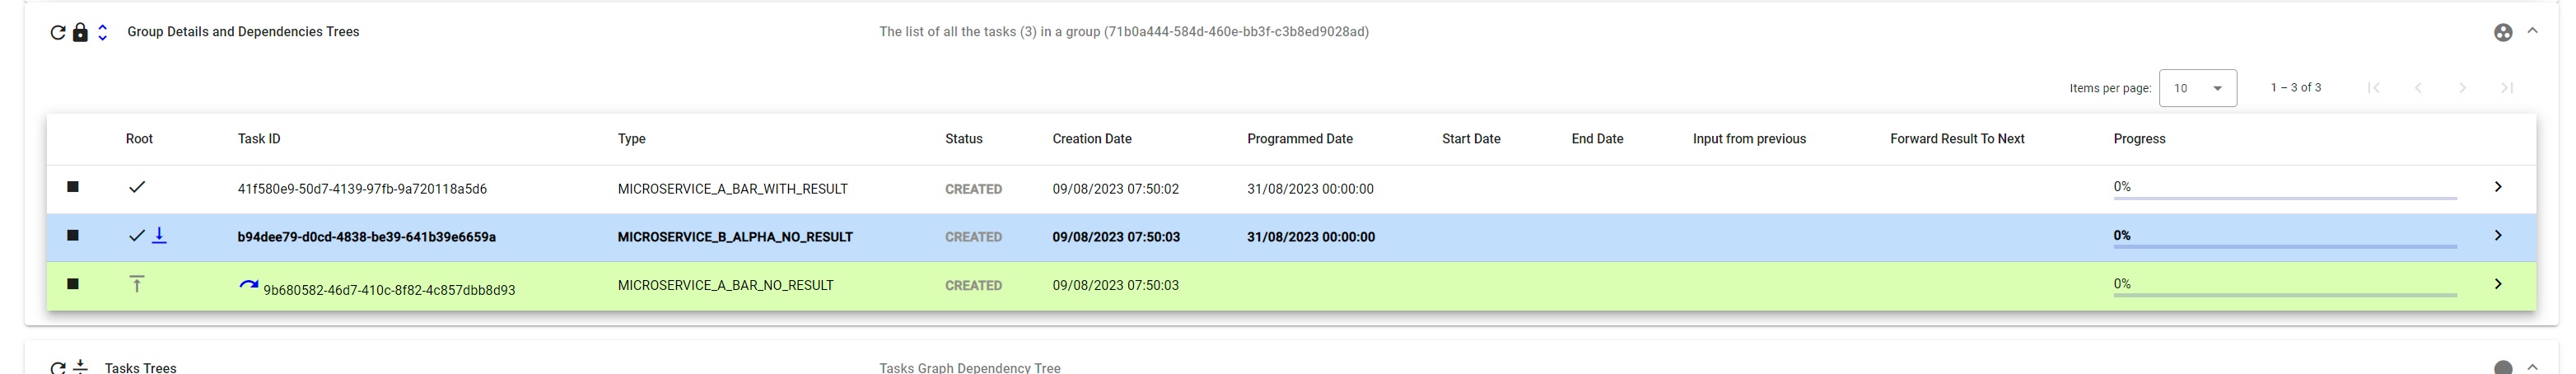 Group Details and Dependencies Trees The list of all the tasks (3) in a group (71b0a444-584d-460e-bb3f-c3b8ed9028ad)
Items per page: 10 1 – 3 of 3
Root Task ID Type Status Creation Date Programmed Date Start Date End Date Input from previous Forward Result To Next Progress
41f580e9-50d7-4139-97fb-9a720118a5d6 MICROSERVICE_A_BAR_WITH_RESULT CREATED 09/08/2023 07:50:02 31/08/2023 00:00:00 0%
b94dee79-d0cd-4838-be39-641b39e6659a MICROSERVICE_B_ALPHA_NO_RESULT CREATED 09/08/2023 07:50:03 31/08/2023 00:00:00 0%
9b680582-46d7-410c-8f82-4c857dbb8d93 MICROSERVICE_A_BAR_NO_RESULT CREATED 09/08/2023 07:50:03 0%
Tasks Trees Tasks Graph Dependency Tree